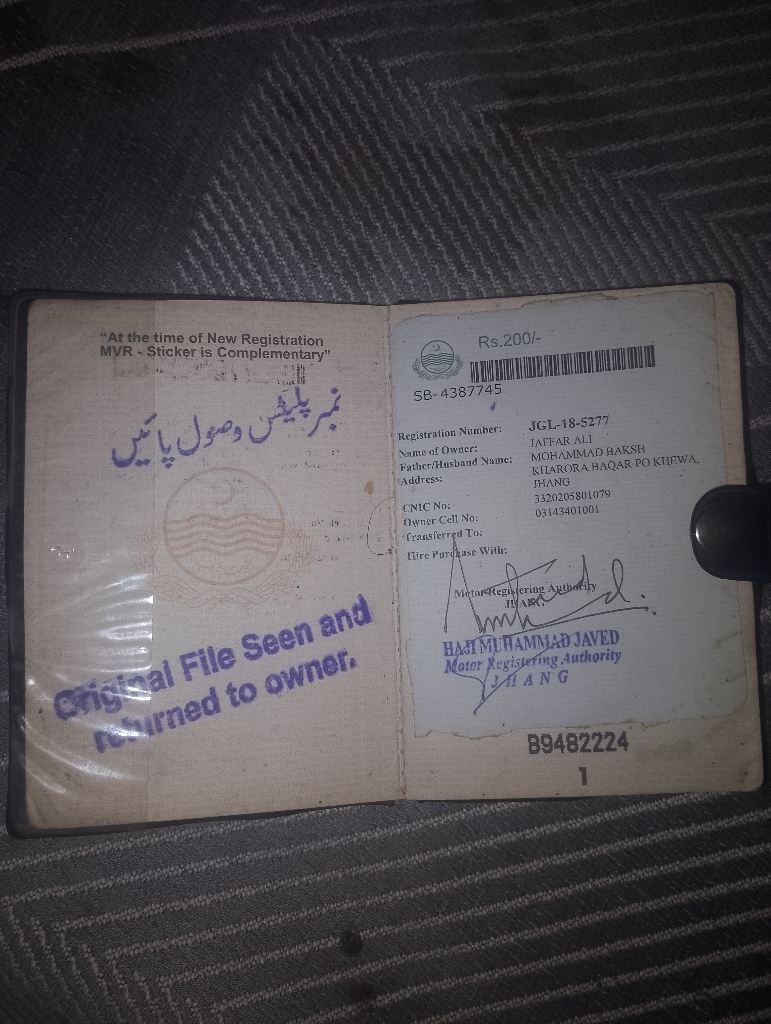 "At the time of New Registration
MVR - Sticker is Complementary"
نمبر پلیٹس وصول پائیں
Original File Seen and
returned to owner.
Rs.200/-
SB-4387745
Registration Number: JGL-18-5277
Name of Owner: JAFFAR ALI
Father/Husband Name: MOHAMMAD BAKSH
Address: KHARORA BAQAR PO KHEWA,
JHANG
CNIC No: 3320205801079
Owner Cell No: 03143401001
Transferred To:
Hire Purchase With:
Motor Registering Authority
JHANG
HAJI MUHAMMAD JAVED
Motor Registering Authority
JHANG
B9482224
1